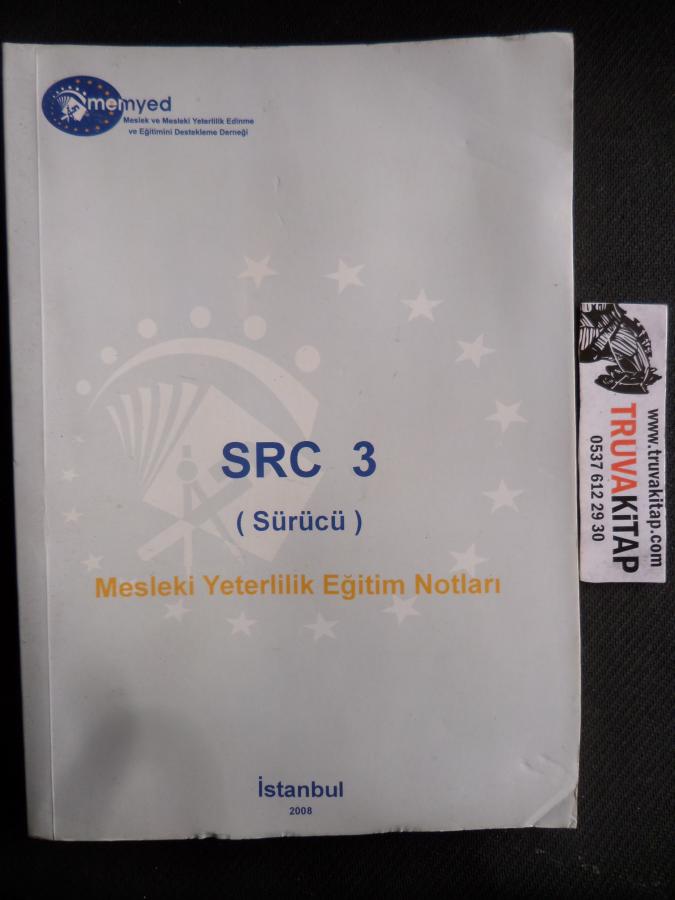 memyed
Meslek ve Mesleki Yeterlilik Edinme
ve Eğitimini Destekleme Derneği
SRC 3
( Sürücü )
Mesleki Yeterlilik Eğitim Notları
İstanbul
2008
www.truvakitap.com
TRUVAKiTAP
0537 612 29 30